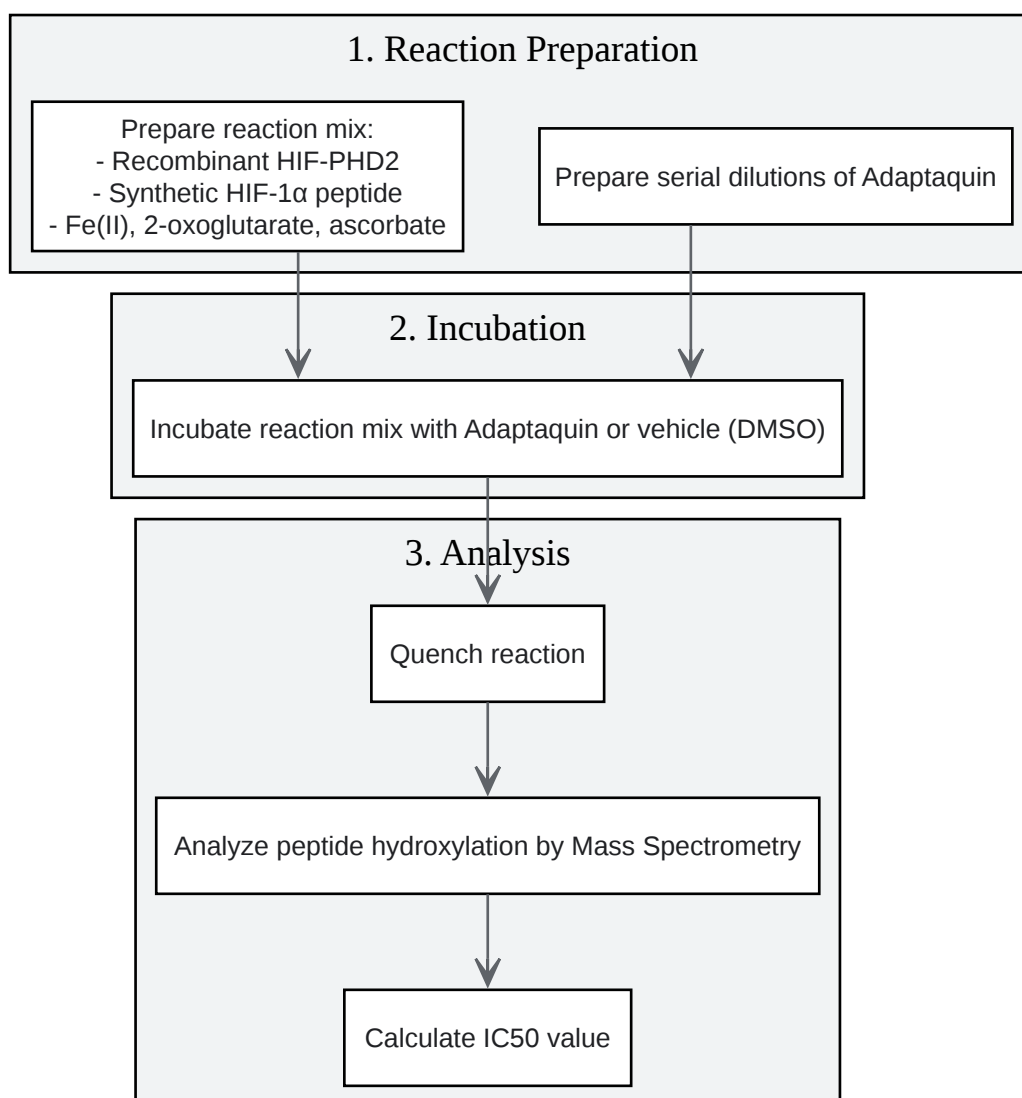 1. Reaction Preparation
Prepare reaction mix:
- Recombinant HIF-PHD2
- Synthetic HIF-1α peptide
- Fe(II), 2-oxoglutarate, ascorbate
Prepare serial dilutions of Adaptaquin
2. Incubation
Incubate reaction mix with Adaptaquin or vehicle (DMSO)
3. Analysis
Quench reaction
Analyze peptide hydroxylation by Mass Spectrometry
Calculate IC50 value